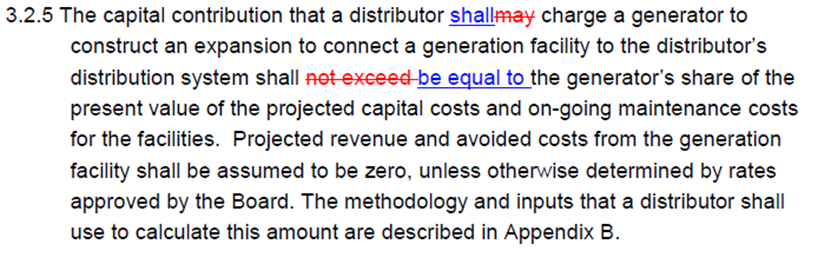 3.2.5 The capital contribution that a distributor shallmay charge a generator to
construct an expansion to connect a generation facility to the distributor's
distribution system shall not exceed be equal to the generator's share of the
present value of the projected capital costs and on-going maintenance costs
for the facilities.  Projected revenue and avoided costs from the generation
facility shall be assumed to be zero, unless otherwise determined by rates
approved by the Board. The methodology and inputs that a distributor shall
use to calculate this amount are described in Appendix B.